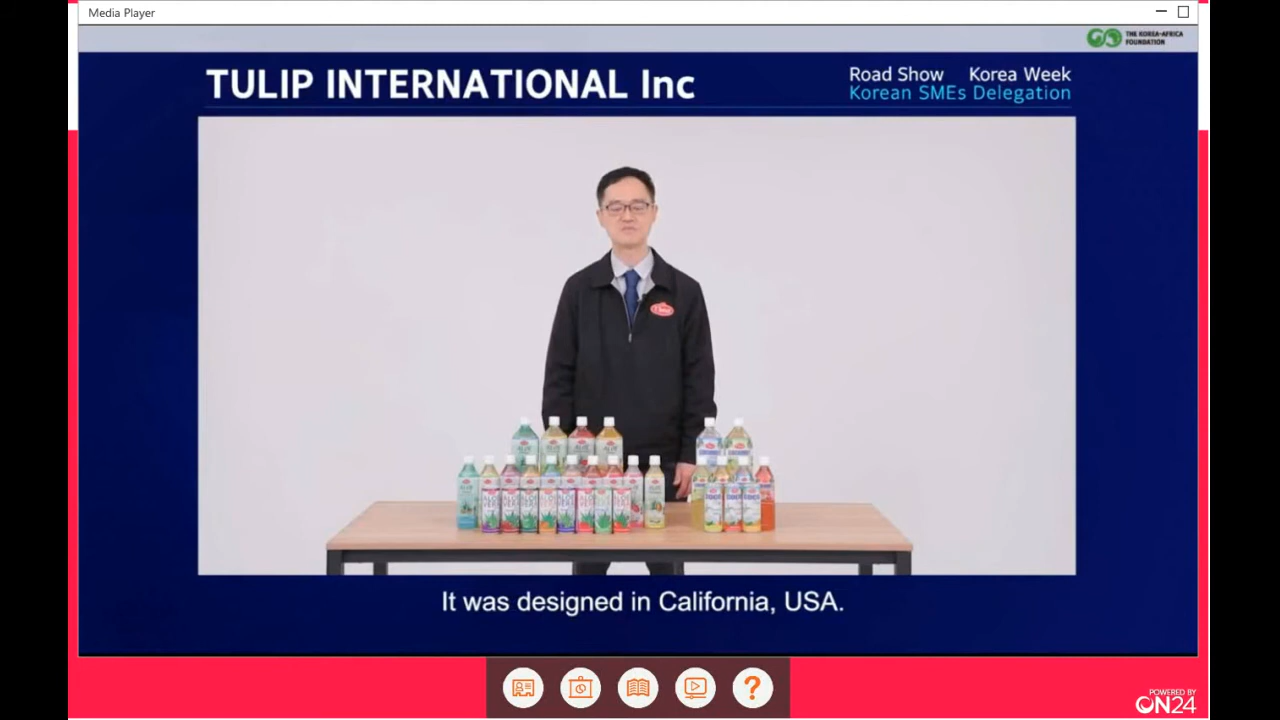 Media Player
THE KOREA-AFRICA
FOUNDATION
TULIP INTERNATIONAL Inc
Road Show Korea Week
Korean SMEs Delegation
It was designed in California, USA.
POWERED BY
ON24